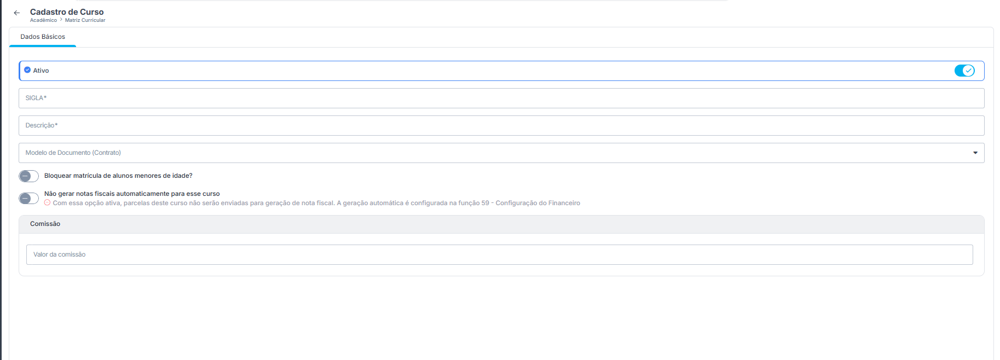 Cadastro de Curso
Acadêmico > Matriz Curricular
Dados Básicos
Ativo
SIGLA*
Descrição*
Modelo de Documento (Contrato)
Bloquear matrícula de alunos menores de idade?
Não gerar notas fiscais automaticamente para esse curso
Com essa opção ativa, parcelas deste curso não serão enviadas para geração de nota fiscal. A geração automática é configurada na função 59 - Configuração do Financeiro
Comissão
Valor da comissão